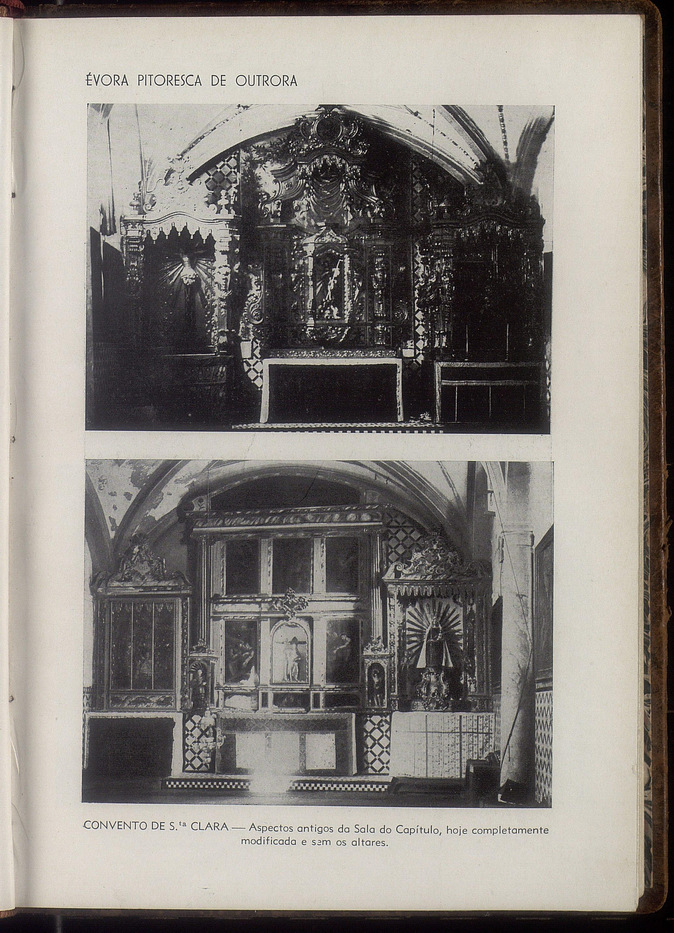 ÉVORA PITORESCA DE OUTRORA
CONVENTO DE S.ta CLARA — Aspectos antigos da Sala do Capítulo, hoje completamente
modificada e sem os altares.